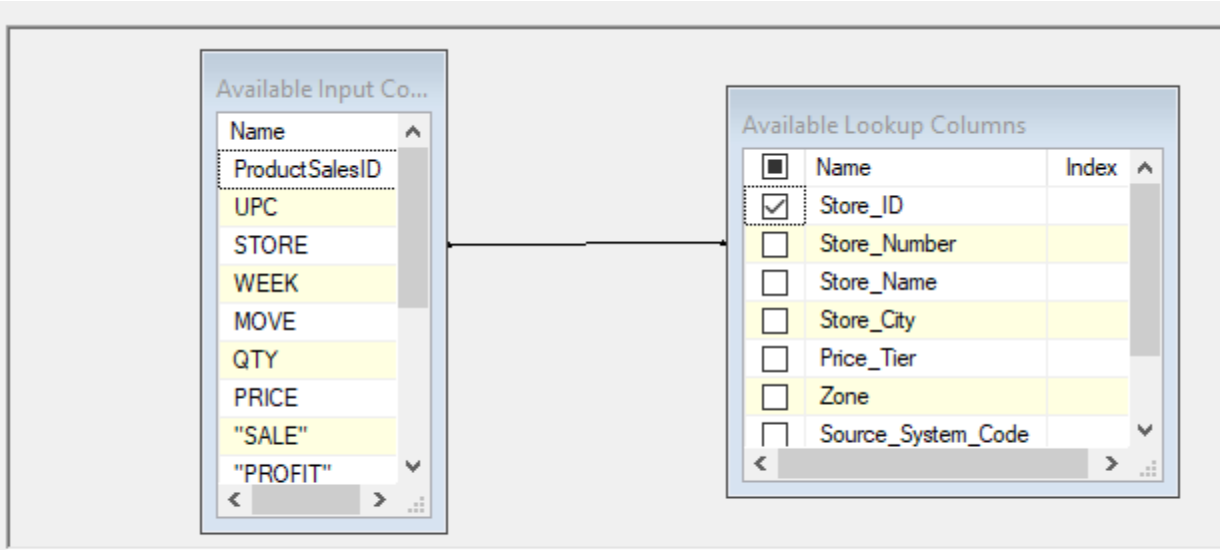 Available Input Co...
Name
ProductSalesID
UPC
STORE
WEEK
MOVE
QTY
PRICE
"SALE"
"PROFIT"
Available Lookup Columns
Name Index
Store_ID
Store_Number
Store_Name
Store_City
Price_Tier
Zone
Source_System_Code